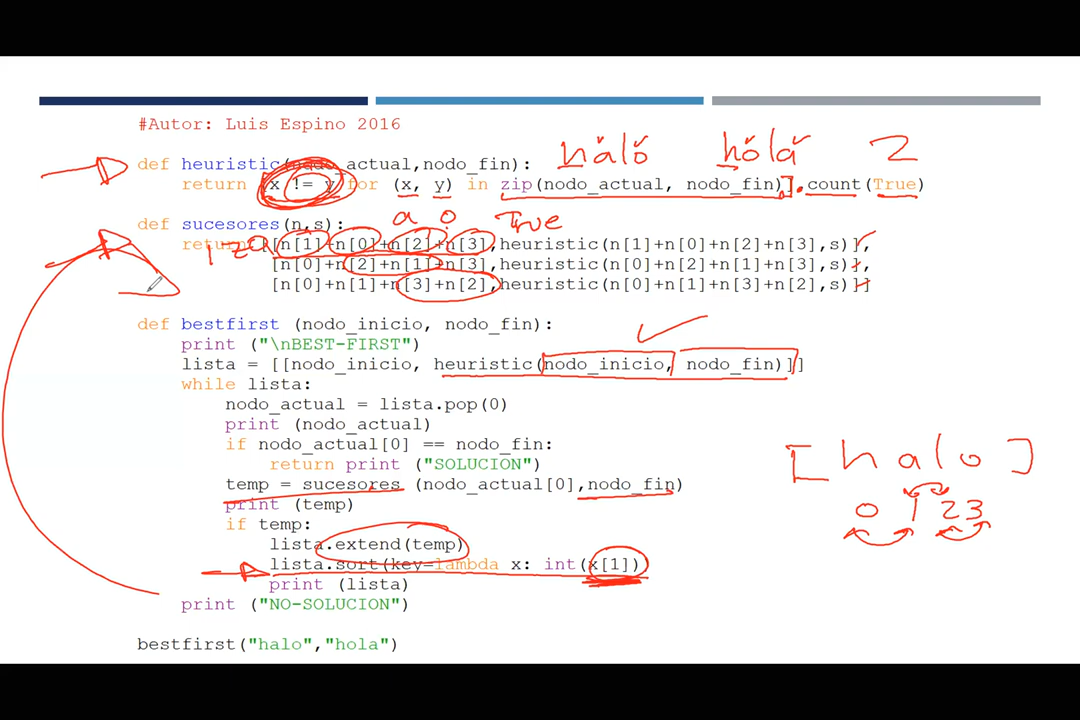 #Autor: Luis Espino 2016
halo hola 2
def heuristic(nodo_actual,nodo_fin):
return [x != y for (x, y) in zip(nodo_actual, nodo_fin)].count(True)
a o True
def sucesores(n,s):
return [[n[1]+n[0]+n[2]+n[3],heuristic(n[1]+n[0]+n[2]+n[3],s)],
[n[0]+n[2]+n[1]+n[3],heuristic(n[0]+n[2]+n[1]+n[3],s)],
[n[0]+n[1]+n[3]+n[2],heuristic(n[0]+n[1]+n[3]+n[2],s)]]
def bestfirst (nodo_inicio, nodo_fin):
print ("\nBEST-FIRST")
lista = [[nodo_inicio, heuristic(nodo_inicio, nodo_fin)]]
while lista:
nodo_actual = lista.pop(0)
print (nodo_actual)
if nodo_actual[0] == nodo_fin:
return print ("SOLUCION")
temp = sucesores (nodo_actual[0],nodo_fin)
print (temp)
if temp:
lista.extend(temp)
lista.sort(key=lambda x: int(x[1]))
print (lista)
print ("NO-SOLUCION")
bestfirst("halo","hola")
[ h a l o ]
0 1 2 3